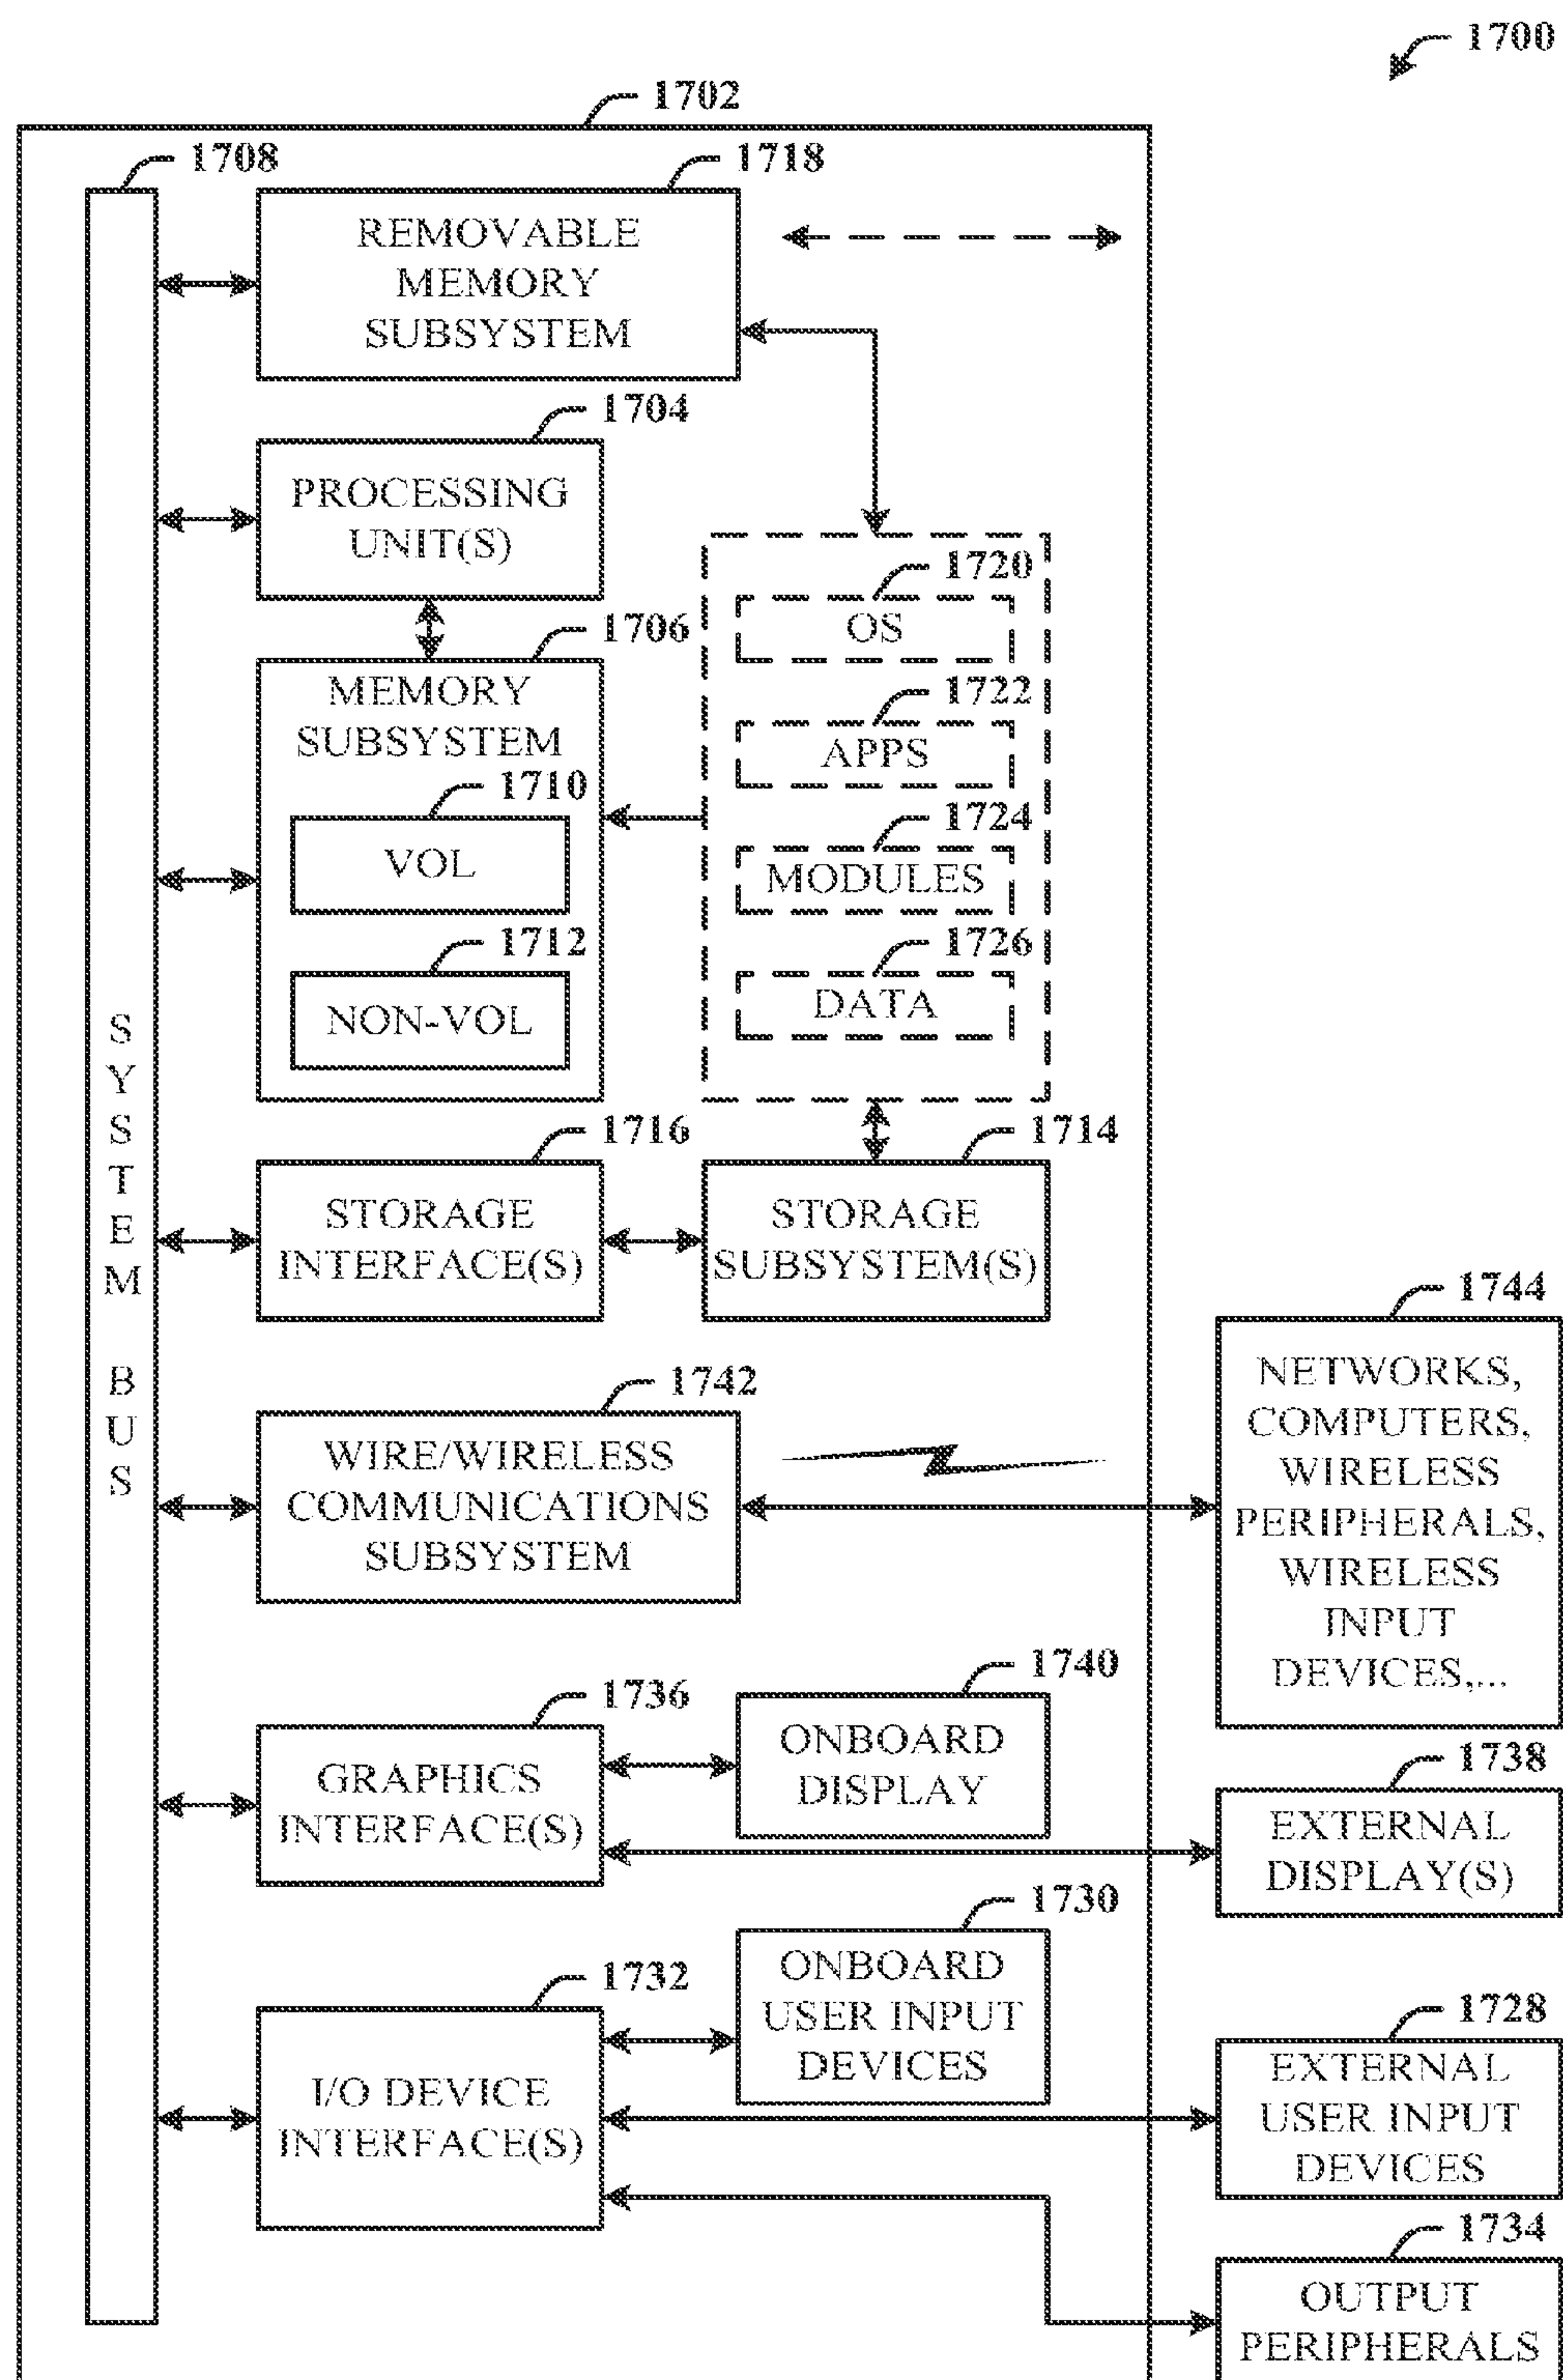 1700
1702
1708
1718
REMOVABLE
MEMORY
SUBSYSTEM
1704
PROCESSING
UNIT(S)
1706
MEMORY
SUBSYSTEM
1710
VOL
1712
NON-VOL
1720
OS
1722
APPS
1724
MODULES
1726
DATA
SYSTEM BUS
1716
STORAGE
INTERFACE(S)
1714
STORAGE
SUBSYSTEM(S)
1742
WIRE/WIRELESS
COMMUNICATIONS
SUBSYSTEM
1744
NETWORKS,
COMPUTERS,
WIRELESS
PERIPHERALS,
WIRELESS
INPUT
DEVICES,...
1736
GRAPHICS
INTERFACE(S)
1740
ONBOARD
DISPLAY
1738
EXTERNAL
DISPLAY(S)
1732
I/O DEVICE
INTERFACE(S)
1730
ONBOARD
USER INPUT
DEVICES
1728
EXTERNAL
USER INPUT
DEVICES
1734
OUTPUT
PERIPHERALS